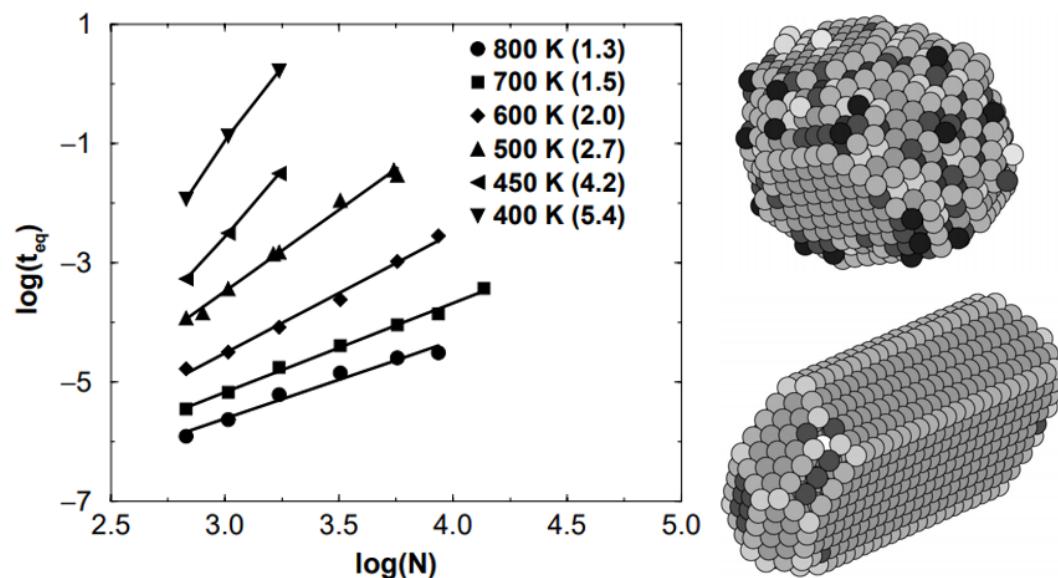 1
−1
−3
−5
−7
log(t_eq)
2.5 3.0 3.5 4.0 4.5 5.0
log(N)
800 K (1.3)
700 K (1.5)
600 K (2.0)
500 K (2.7)
450 K (4.2)
400 K (5.4)